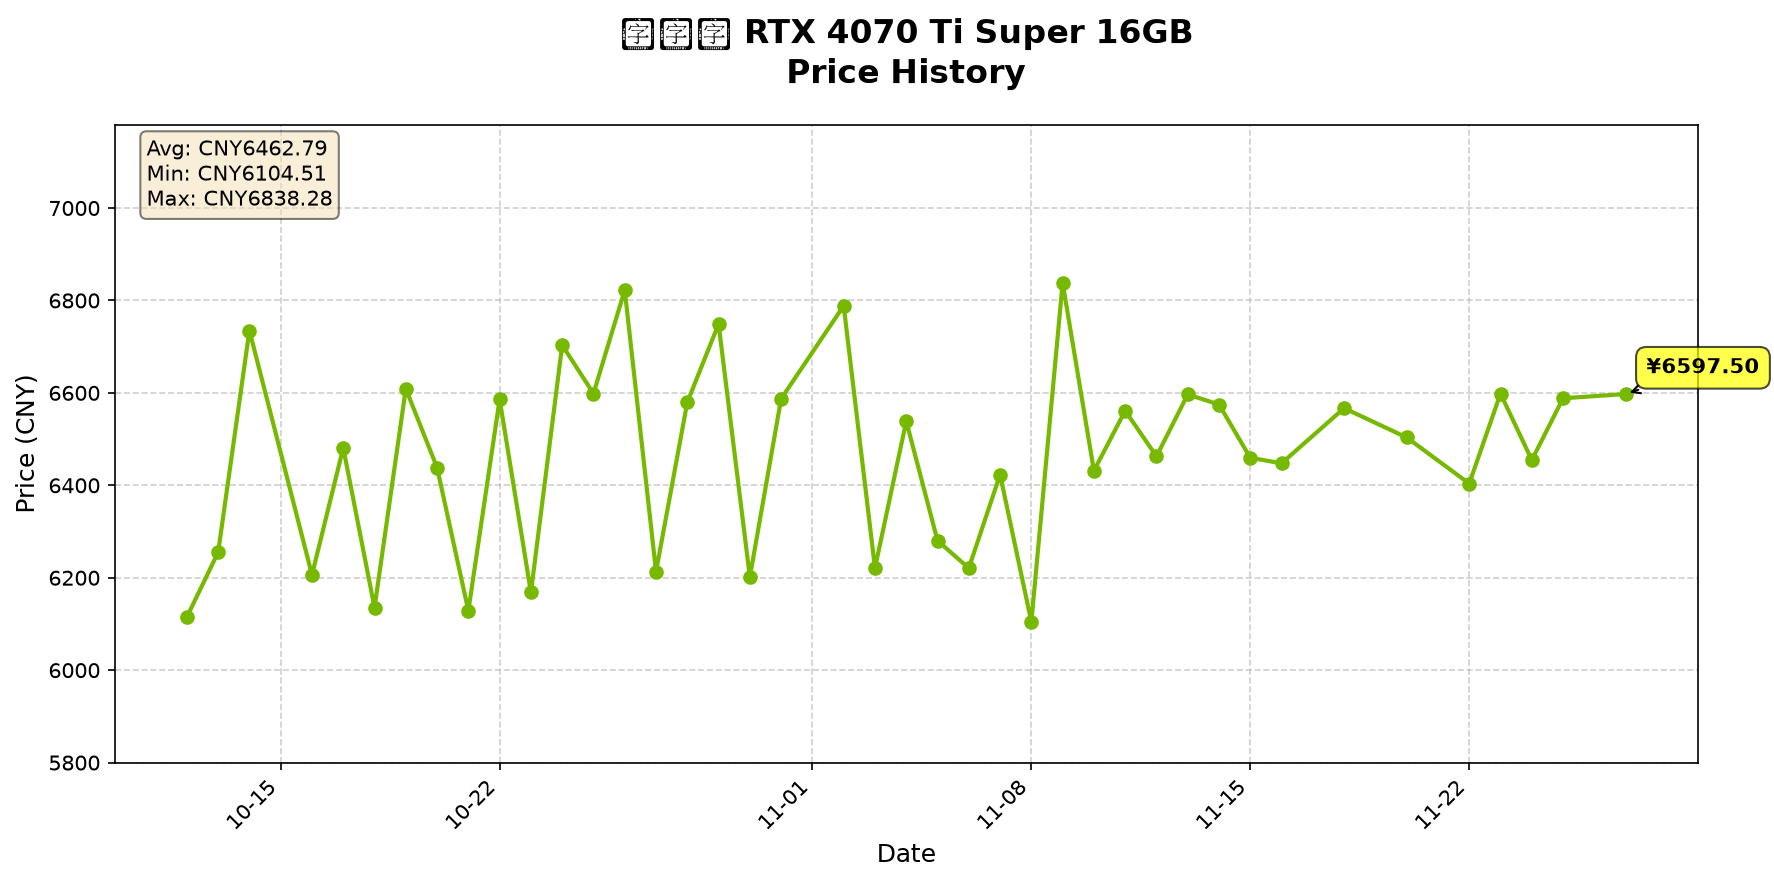 RTX 4070 Ti Super 16GB
Price History
Avg: CNY6462.79
Min: CNY6104.51
Max: CNY6838.28
¥6597.50
Price (CNY)
7000
6800
6600
6400
6200
6000
5800
10-15
10-22
11-01
11-08
11-15
11-22
Date